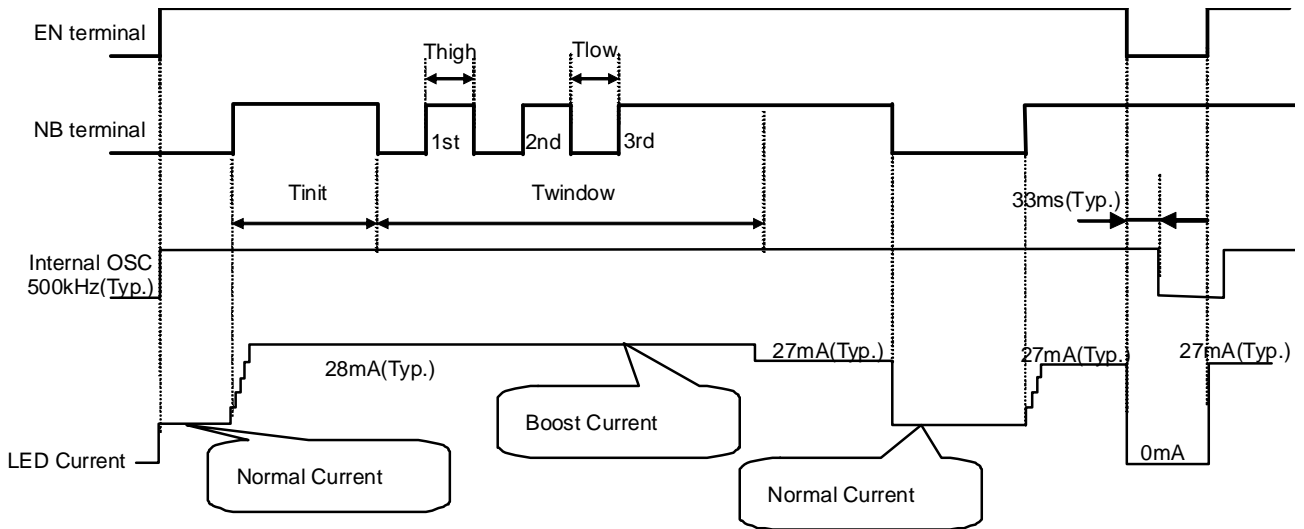 EN terminal
Thigh
Tlow
NB terminal
1st
2nd
3rd
Tinit
Twindow
33ms(Typ.)
Internal OSC
500kHz(Typ.)
28mA(Typ.)
27mA(Typ.)
27mA(Typ.)
27mA(Typ.)
Boost Current
LED Current
Normal Current
Normal Current
0mA